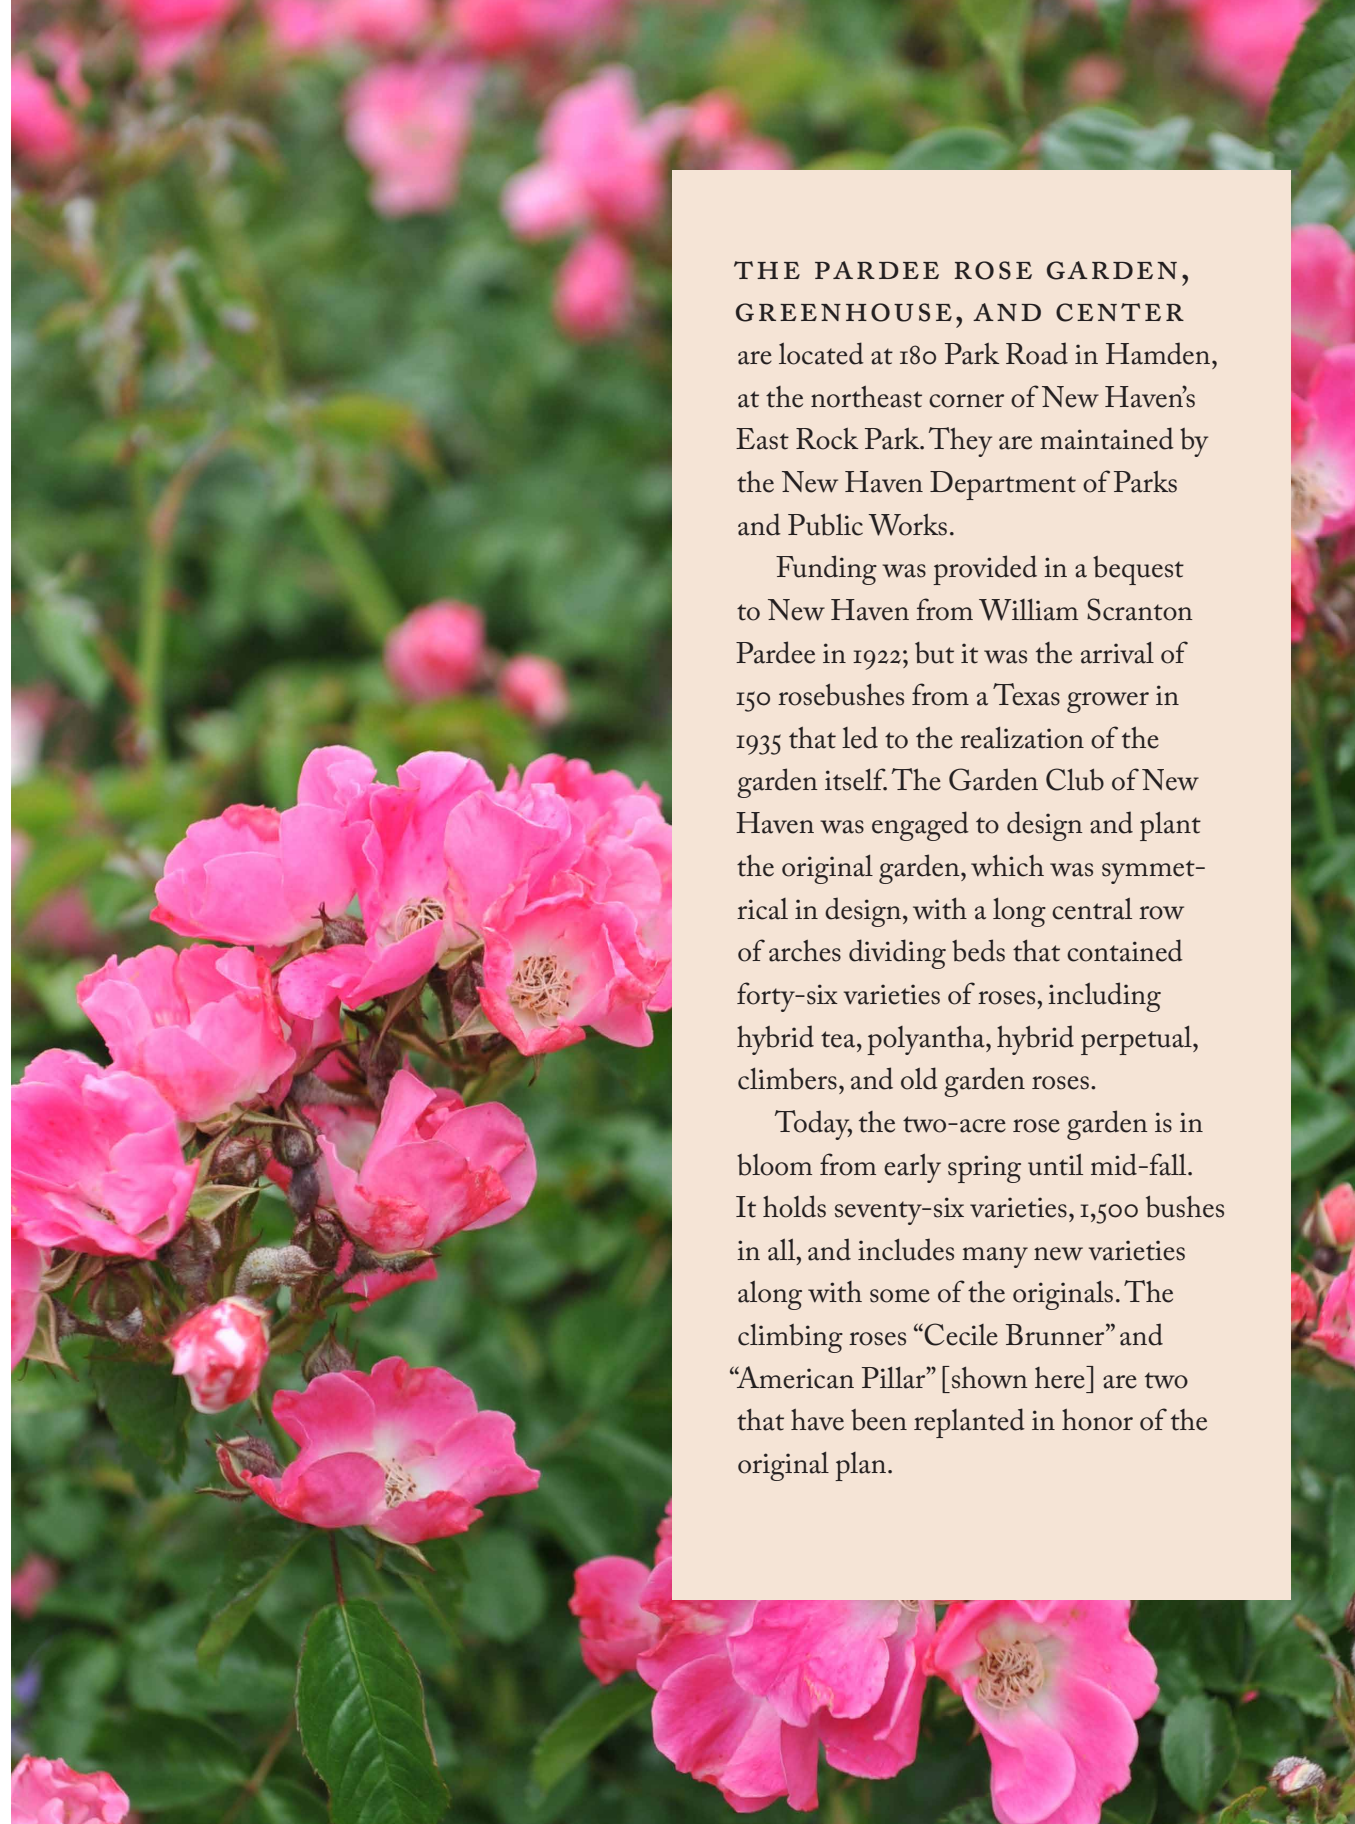 THE PARDEE ROSE GARDEN,
GREENHOUSE, AND CENTER
are located at 180 Park Road in Hamden,
at the northeast corner of New Haven’s
East Rock Park. They are maintained by
the New Haven Department of Parks
and Public Works.
Funding was provided in a bequest
to New Haven from William Scranton
Pardee in 1922; but it was the arrival of
150 rosebushes from a Texas grower in
1935 that led to the realization of the
garden itself. The Garden Club of New
Haven was engaged to design and plant
the original garden, which was symmet-
rical in design, with a long central row
of arches dividing beds that contained
forty-six varieties of roses, including
hybrid tea, polyantha, hybrid perpetual,
climbers, and old garden roses.
Today, the two-acre rose garden is in
bloom from early spring until mid-fall.
It holds seventy-six varieties, 1,500 bushes
in all, and includes many new varieties
along with some of the originals. The
climbing roses “Cecile Brunner” and
“American Pillar” [shown here] are two
that have been replanted in honor of the
original plan.